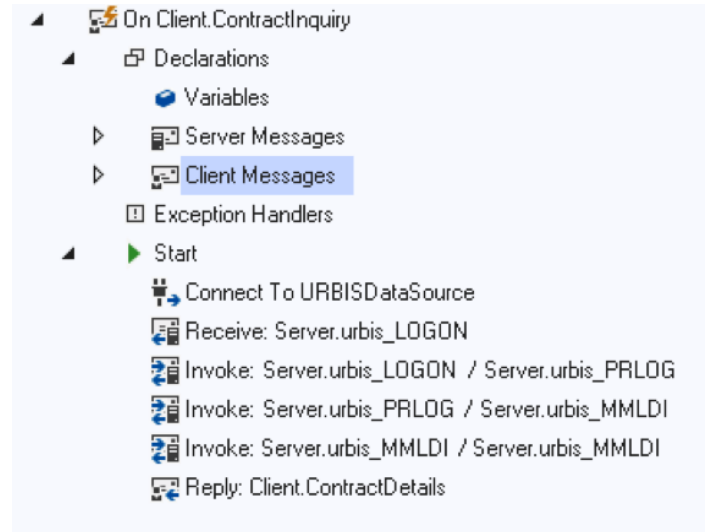 On Client.ContractInquiry
Declarations
Variables
Server Messages
Client Messages
Exception Handlers
Start
Connect To URBISDataSource
Receive: Server.urbis_LOGON
Invoke: Server.urbis_LOGON / Server.urbis_PRLOG
Invoke: Server.urbis_PRLOG / Server.urbis_MMLDI
Invoke: Server.urbis_MMLDI / Server.urbis_MMLDI
Reply: Client.ContractDetails